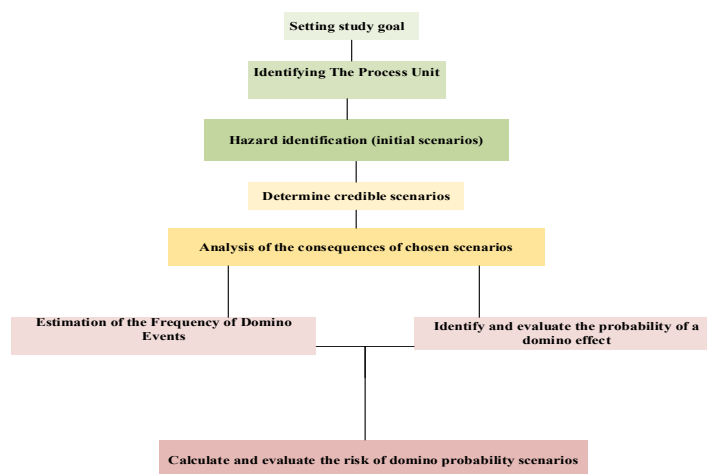 Setting study goal
Identifying The Process Unit
Hazard identification (initial scenarios)
Determine credible scenarios
Analysis of the consequences of chosen scenarios
Estimation of the Frequency of Domino
Events
Identify and evaluate the probability of a
domino effect
Calculate and evaluate the risk of domino probability scenarios